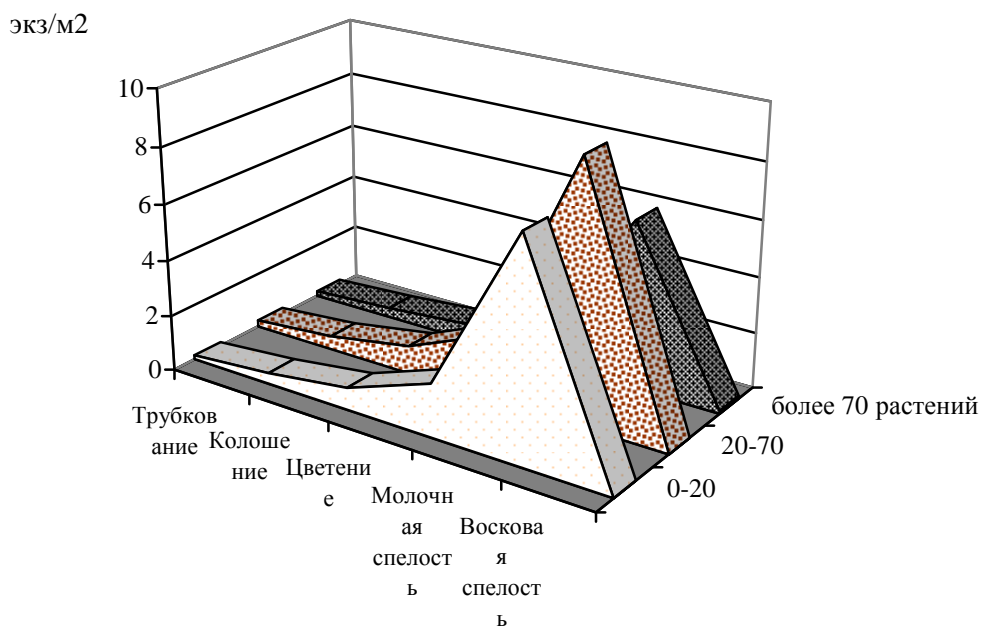 экз/м2
10
8
6
4
2
0
Трубков
ание
Колоше
ние
Цветени
е
Молочн
ая
спелост
ь
Воскова
я
спелост
ь
0-20
20-70
более 70 растений